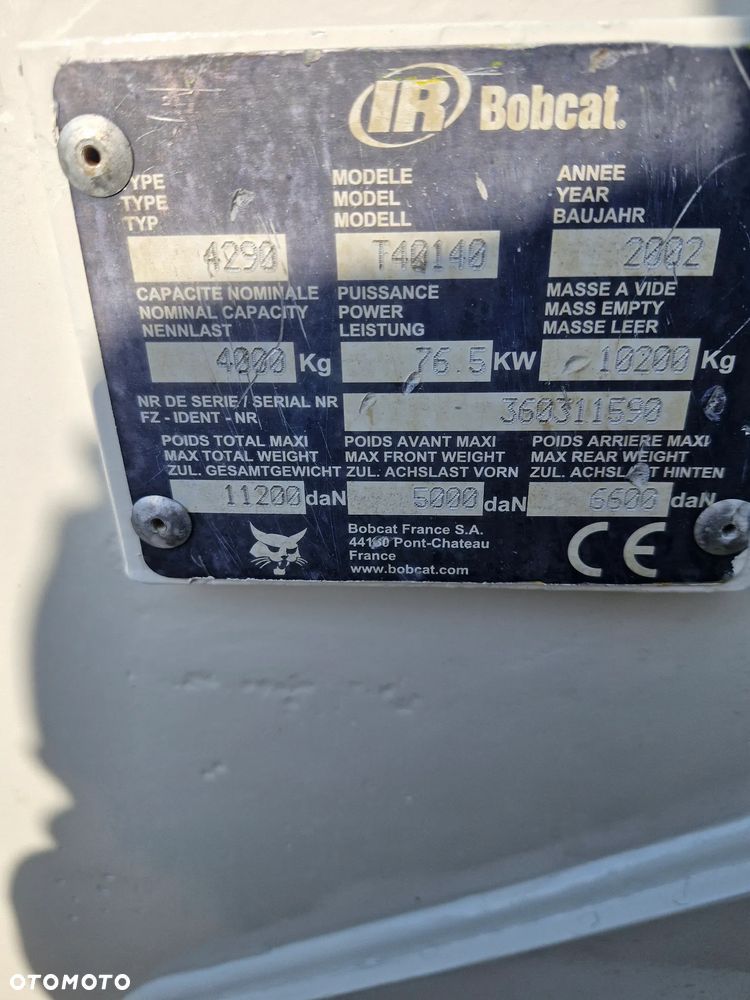 IR Bobcat®
YPE MODELE ANNEE
TYPE MODEL YEAR
TYP MODELL BAUJAHR
4290 T40140 2002
CAPACITE NOMINALE PUISSANCE MASSE A VIDE
NOMINAL CAPACITY POWER MASS EMPTY
NENNLAST LEISTUNG MASSE LEER
4000 Kg 76.5 KW 10200 Kg
NR DE SERIE / SERIAL NR
FZ - IDENT - NR
360311590
POIDS TOTAL MAXI POIDS AVANT MAXI POIDS ARRIERE MAXI
MAX TOTAL WEIGHT MAX FRONT WEIGHT MAX REAR WEIGHT
ZUL. GESAMTGEWICHT ZUL. ACHSLAST VORN ZUL. ACHSLAST HINTEN
11200 daN 5000 daN 6600 daN
Bobcat France S.A.
44160 Pont-Chateau
France
www.bobcat.com
CE
OTOMOTO